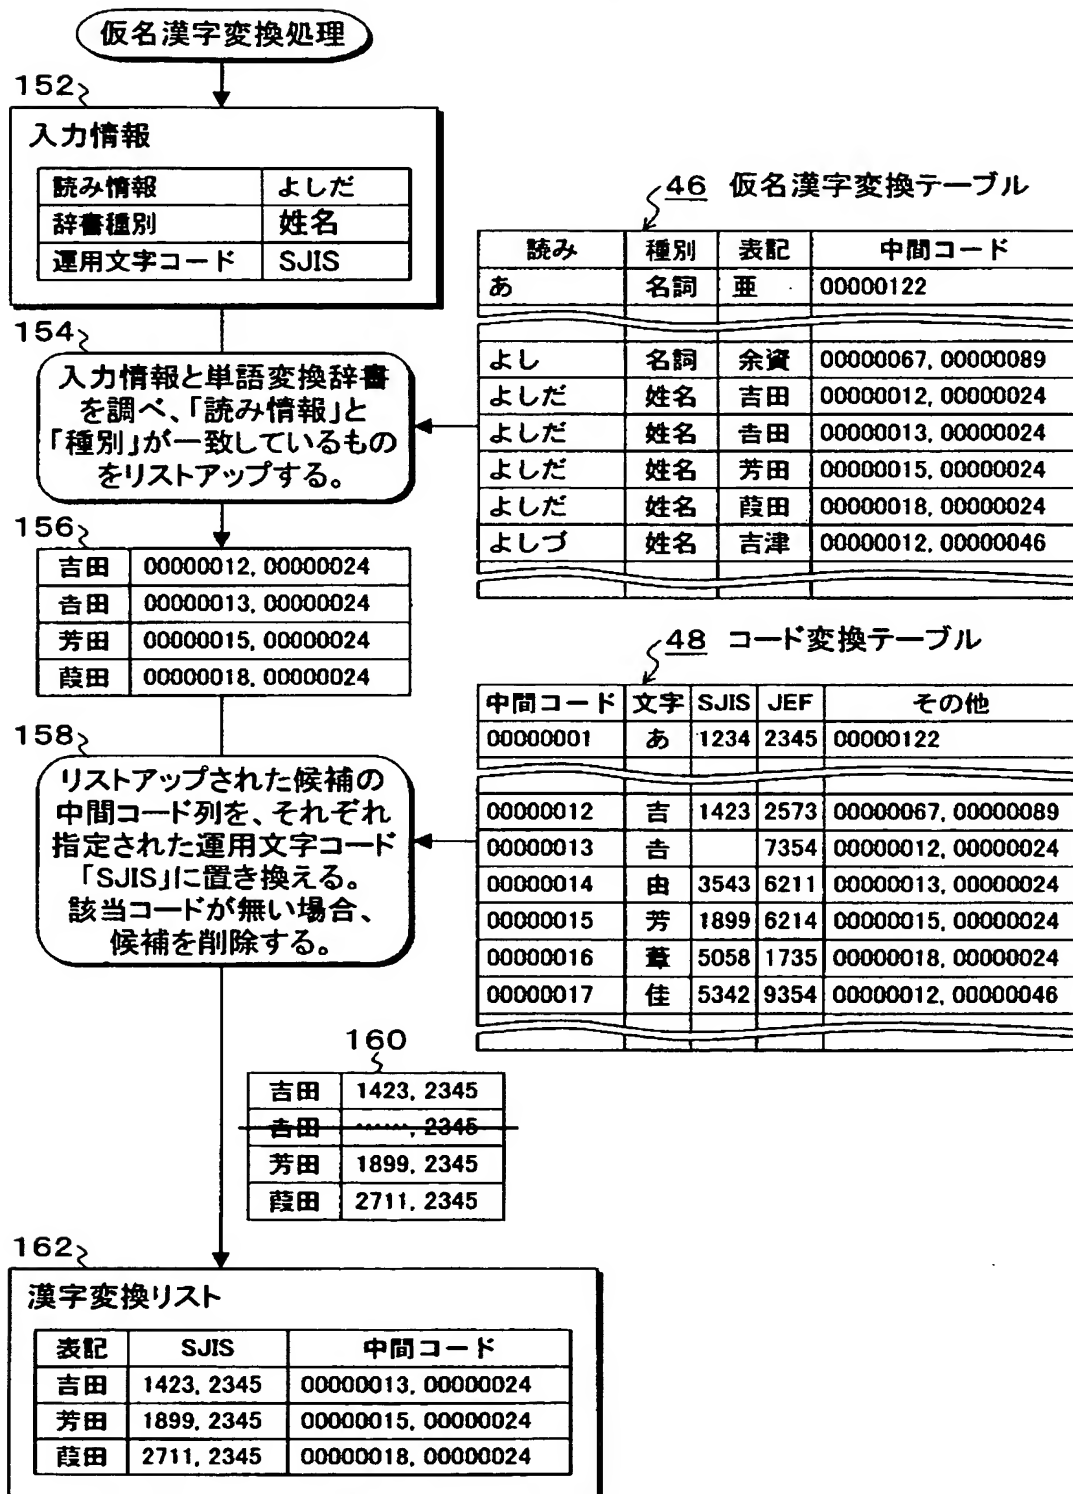 仮名漢字変換処理
152
入力情報
読み情報 よしだ
辞書種別 姓名
運用文字コード SJIS
46 仮名漢字変換テーブル
読み 種別 表記 中間コード
あ 名詞 亜 00000122
よし 名詞 余資 00000067, 00000089
よしだ 姓名 吉田 00000012, 00000024
よしだ 姓名 𠮷田 00000013, 00000024
よしだ 姓名 芳田 00000015, 00000024
よしだ 姓名 葭田 00000018, 00000024
よしづ 姓名 吉津 00000012, 00000046
154
入力情報と単語変換辞書
を調べ、「読み情報」と
「種別」が一致しているもの
をリストアップする。
156
吉田 00000012, 00000024
𠮷田 00000013, 00000024
芳田 00000015, 00000024
葭田 00000018, 00000024
48 コード変換テーブル
中間コード 文字 SJIS JEF その他
00000001 あ 1234 2345 00000122
00000012 吉 1423 2573 00000067, 00000089
00000013 𠮷 7354 00000012, 00000024
00000014 由 3543 6211 00000013, 00000024
00000015 芳 1899 6214 00000015, 00000024
00000016 葦 5058 1735 00000018, 00000024
00000017 佳 5342 9354 00000012, 00000046
158
リストアップされた候補の
中間コード列を、それぞれ
指定された運用文字コード
「SJIS」に置き換える。
該当コードが無い場合、
候補を削除する。
160
吉田 1423, 2345
𠮷田 ‥‥‥, 2345
芳田 1899, 2345
葭田 2711, 2345
162
漢字変換リスト
表記 SJIS 中間コード
吉田 1423, 2345 00000013, 00000024
芳田 1899, 2345 00000015, 00000024
葭田 2711, 2345 00000018, 00000024